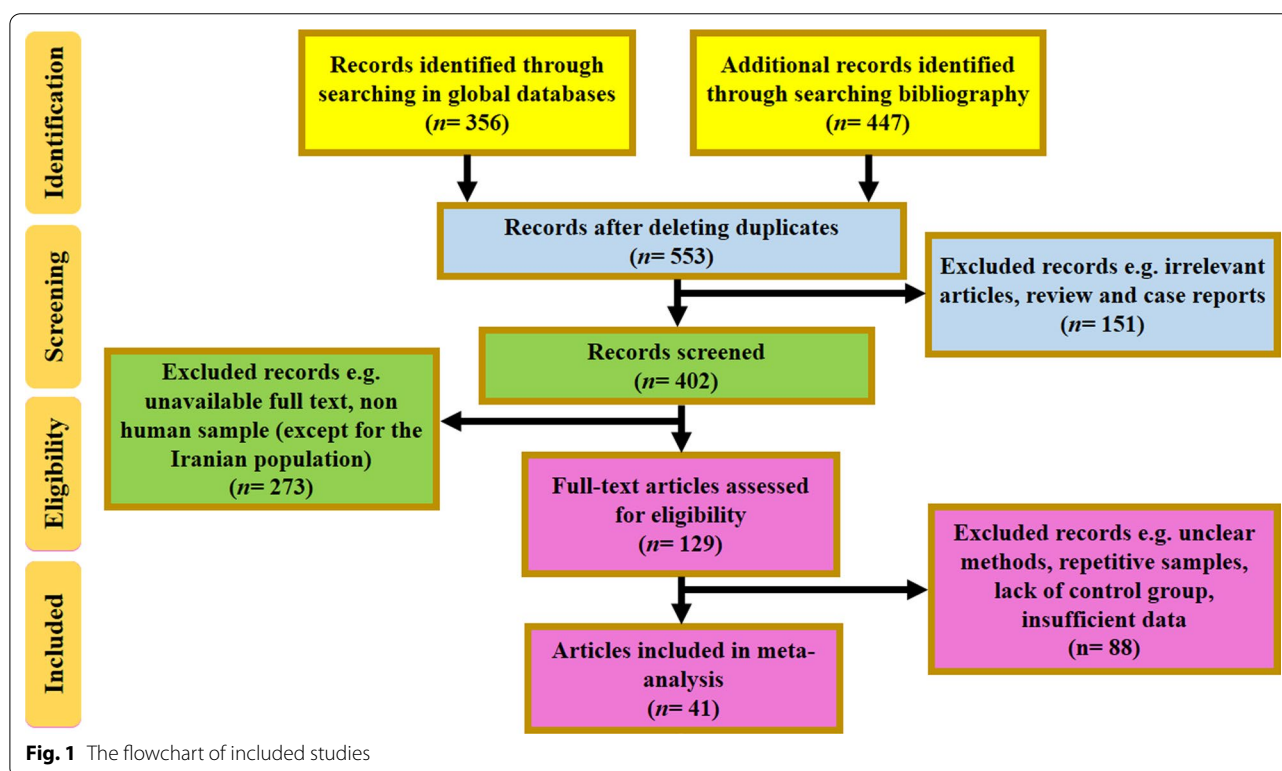 Identification
Records identified through
searching in global databases
(n= 356)
Additional records identified
through searching bibliography
(n= 447)
Records after deleting duplicates
(n= 553)
Screening
Excluded records e.g. irrelevant
articles, review and case reports
(n= 151)
Records screened
(n= 402)
Eligibility
Excluded records e.g.
unavailable full text, non
human sample (except for the
Iranian population)
(n= 273)
Full-text articles assessed
for eligibility
(n= 129)
Included
Excluded records e.g. unclear
methods, repetitive samples,
lack of control group,
insufficient data
(n= 88)
Articles included in meta-
analysis
(n= 41)
Fig. 1 The flowchart of included studies